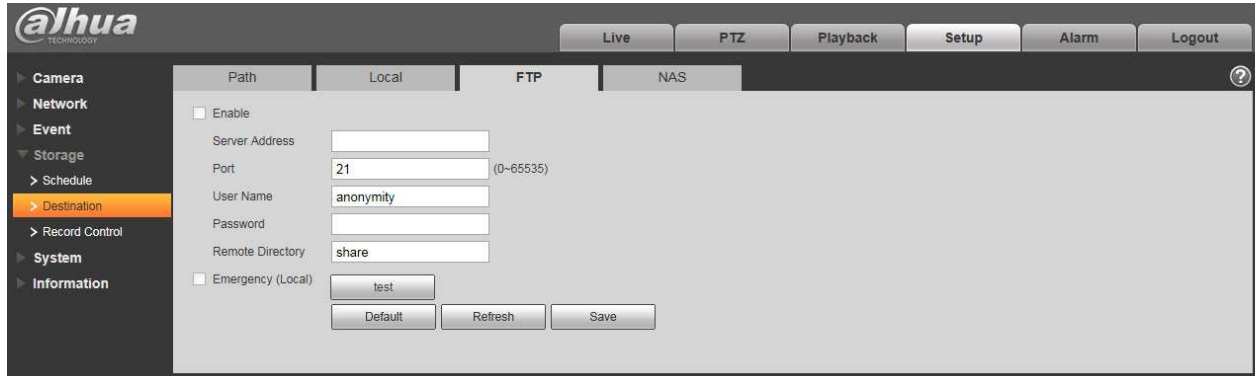 alhua
TECHNOLOGY
Live PTZ Playback Setup Alarm Logout
Path Local FTP NAS ?
Camera
Network
Event
Storage
> Schedule
> Destination
> Record Control
System
Information
Enable
Server Address
Port 21 (0~65535)
User Name anonymity
Password
Remote Directory share
Emergency (Local) test
Default Refresh Save